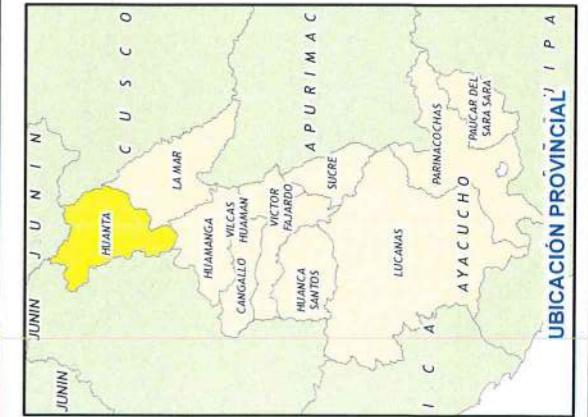 JUNIN
J U N I N
JUNIN
C U S C O
HUANTA
LA MAR
A P U R I M A C
HUAMANGA
VILCAS
HUAMAN
CANGALLO
VICTOR
FAJARDO
SUCRE
HUANCA
SANTOS
LUCANAS
PARINACOCHAS
PAUCAR DEL
SARA SARA
A Y A C U C H O
I C A
I P A
UBICACIÓN PROVINCIAL